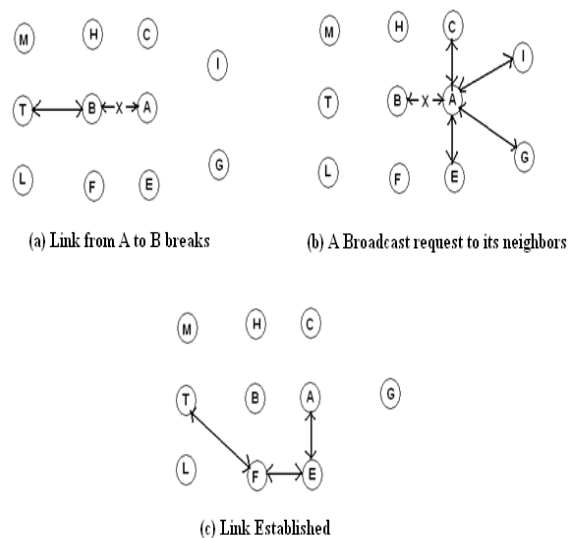 M H C
I
T B X A
L F E G
(a) Link from A to B breaks
M H C
I
T B X A
L F E G
(b) A Broadcast request to its neighbors
M H C
T B A G
L F E
(c) Link Established